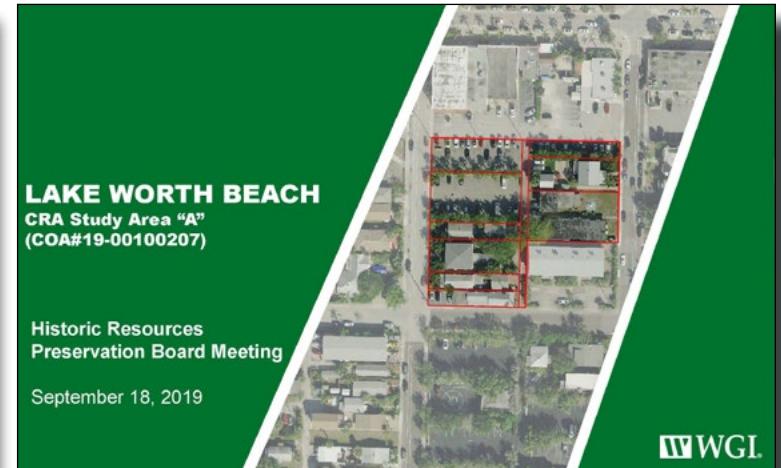 LAKE WORTH BEACH
CRA Study Area “A”
(COA#19-00100207)
Historic Resources
Preservation Board Meeting
September 18, 2019
WGI.